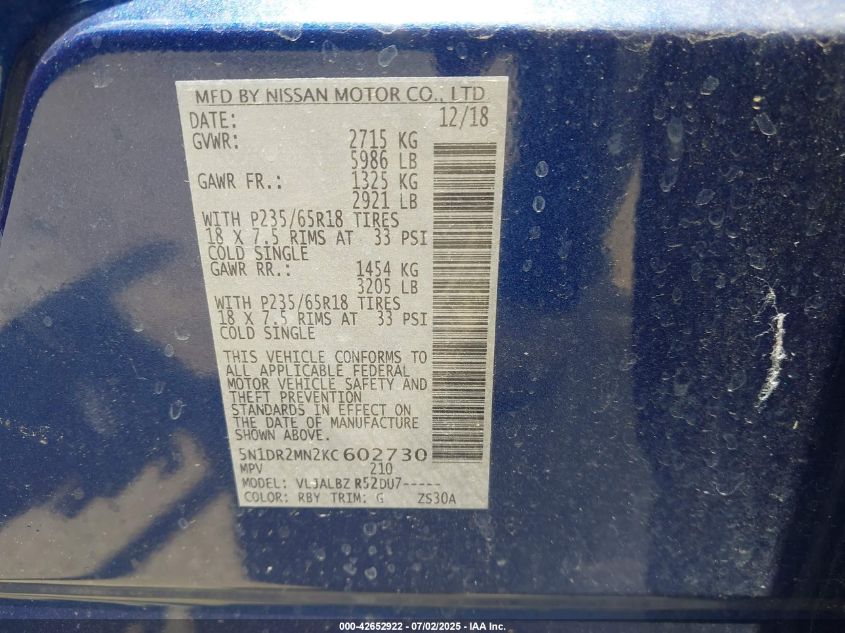 MFD BY NISSAN MOTOR CO., LTD
DATE: 12/18
GVWR: 2715 KG
5986 LB
GAWR FR.: 1325 KG
2921 LB
WITH P235/65R18 TIRES
18 X 7.5 RIMS AT 33 PSI
COLD SINGLE
GAWR RR.: 1454 KG
3205 LB
WITH P235/65R18 TIRES
18 X 7.5 RIMS AT 33 PSI
COLD SINGLE
THIS VEHICLE CONFORMS TO
ALL APPLICABLE FEDERAL
MOTOR VEHICLE SAFETY AND
THEFT PREVENTION
STANDARDS IN EFFECT ON
THE DATE OF MANUFACTURE
SHOWN ABOVE.
5N1DR2MN2KC602730
MPV 210
MODEL: VLJALBZ R52DU7-----
COLOR: RBY TRIM: G ZS30A
000-42652922 - 07/02/2025 - IAA Inc.